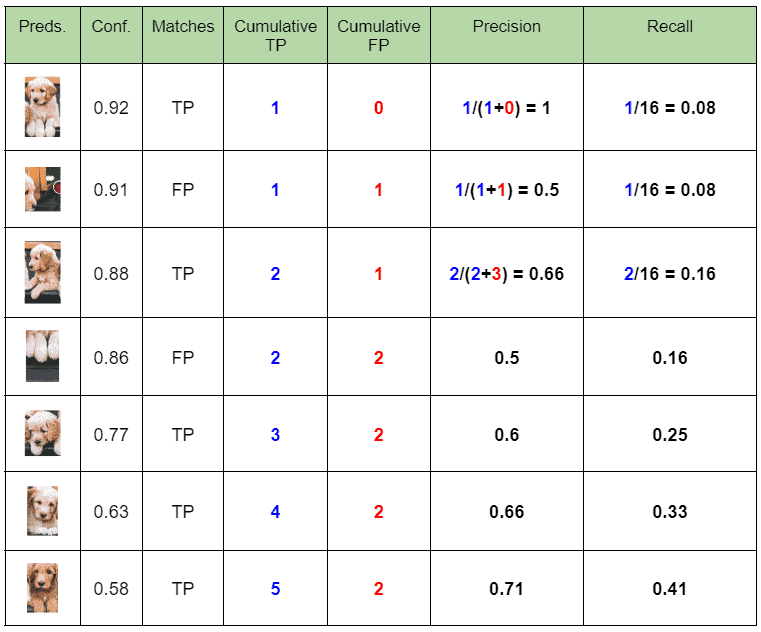 Preds. Conf. Matches Cumulative TP Cumulative FP Precision Recall
0.92 TP 1 0 1/(1+0) = 1 1/16 = 0.08
0.91 FP 1 1 1/(1+1) = 0.5 1/16 = 0.08
0.88 TP 2 1 2/(2+3) = 0.66 2/16 = 0.16
0.86 FP 2 2 0.5 0.16
0.77 TP 3 2 0.6 0.25
0.63 TP 4 2 0.66 0.33
0.58 TP 5 2 0.71 0.41